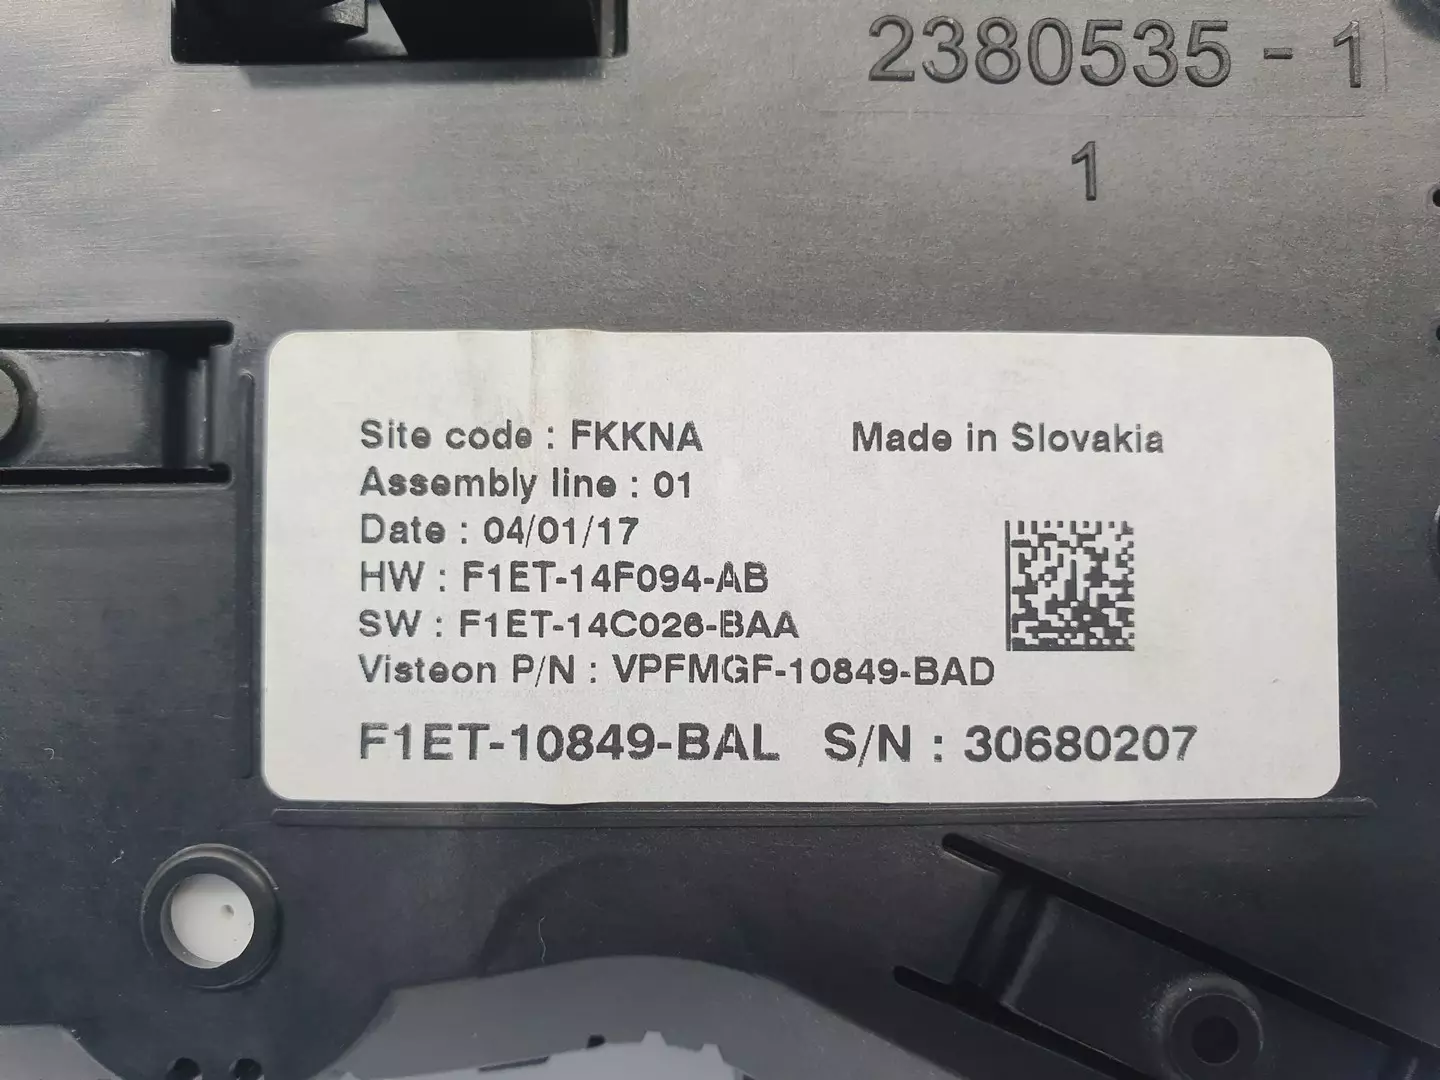 2380535 - 1
1
Site code : FKKNA Made in Slovakia
Assembly line : 01
Date : 04/01/17
HW : F1ET-14F094-AB
SW : F1ET-14C026-BAA
Visteon P/N : VPFMGF-10849-BAD
F1ET-10849-BAL S/N : 30680207